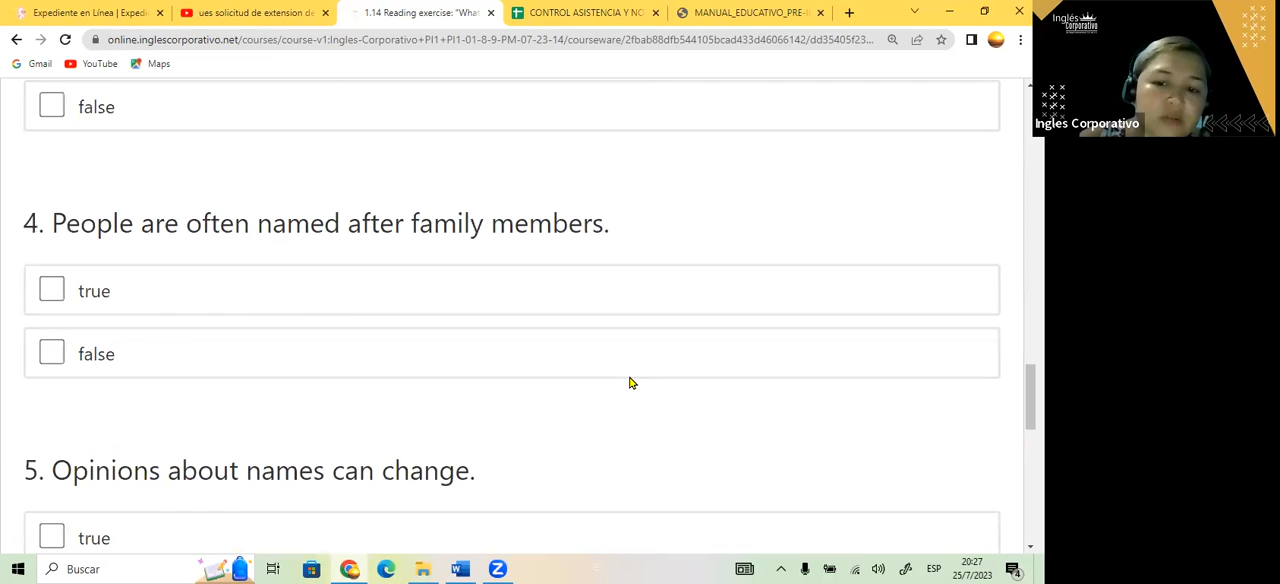 Expediente en Línea | Expedi
ues solicitud de extension de
1.14 Reading exercise: "What
CONTROL ASISTENCIA Y NO
MANUAL_EDUCATIVO_PRE-I
online.inglescorporativo.net/courses/course-v1:Ingles-Corporativo+PI1+PI1-01-8-9-PM-07-23-14/courseware/2fbab88dfb544105bcad433d46066142/dd35405f23...
Gmail
YouTube
Maps
Inglés
Corporativo
Ingles Corporativo
false
4. People are often named after family members.
true
false
5. Opinions about names can change.
true
Buscar
ESP
20:27
25/7/2023
4